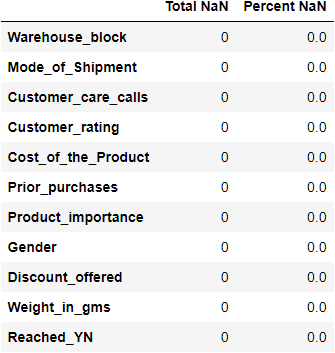 Total NaN Percent NaN
Warehouse_block 0 0.0
Mode_of_Shipment 0 0.0
Customer_care_calls 0 0.0
Customer_rating 0 0.0
Cost_of_the_Product 0 0.0
Prior_purchases 0 0.0
Product_importance 0 0.0
Gender 0 0.0
Discount_offered 0 0.0
Weight_in_gms 0 0.0
Reached_YN 0 0.0